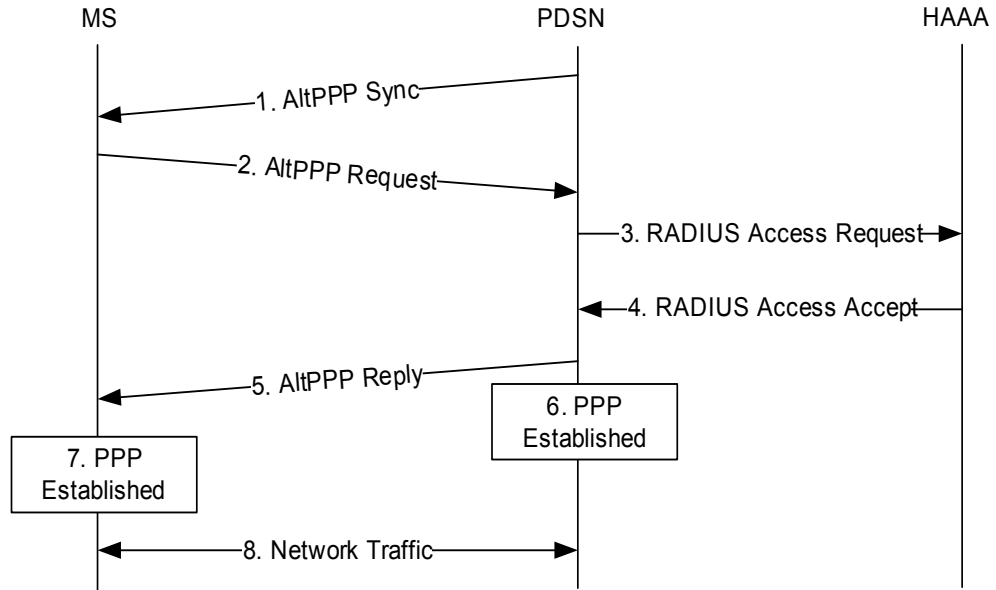 MS PDSN HAAA
1. AltPPP Sync
2. AltPPP Request
3. RADIUS Access Request
4. RADIUS Access Accept
5. AltPPP Reply
6. PPP
Established
7. PPP
Established
8. Network Traffic